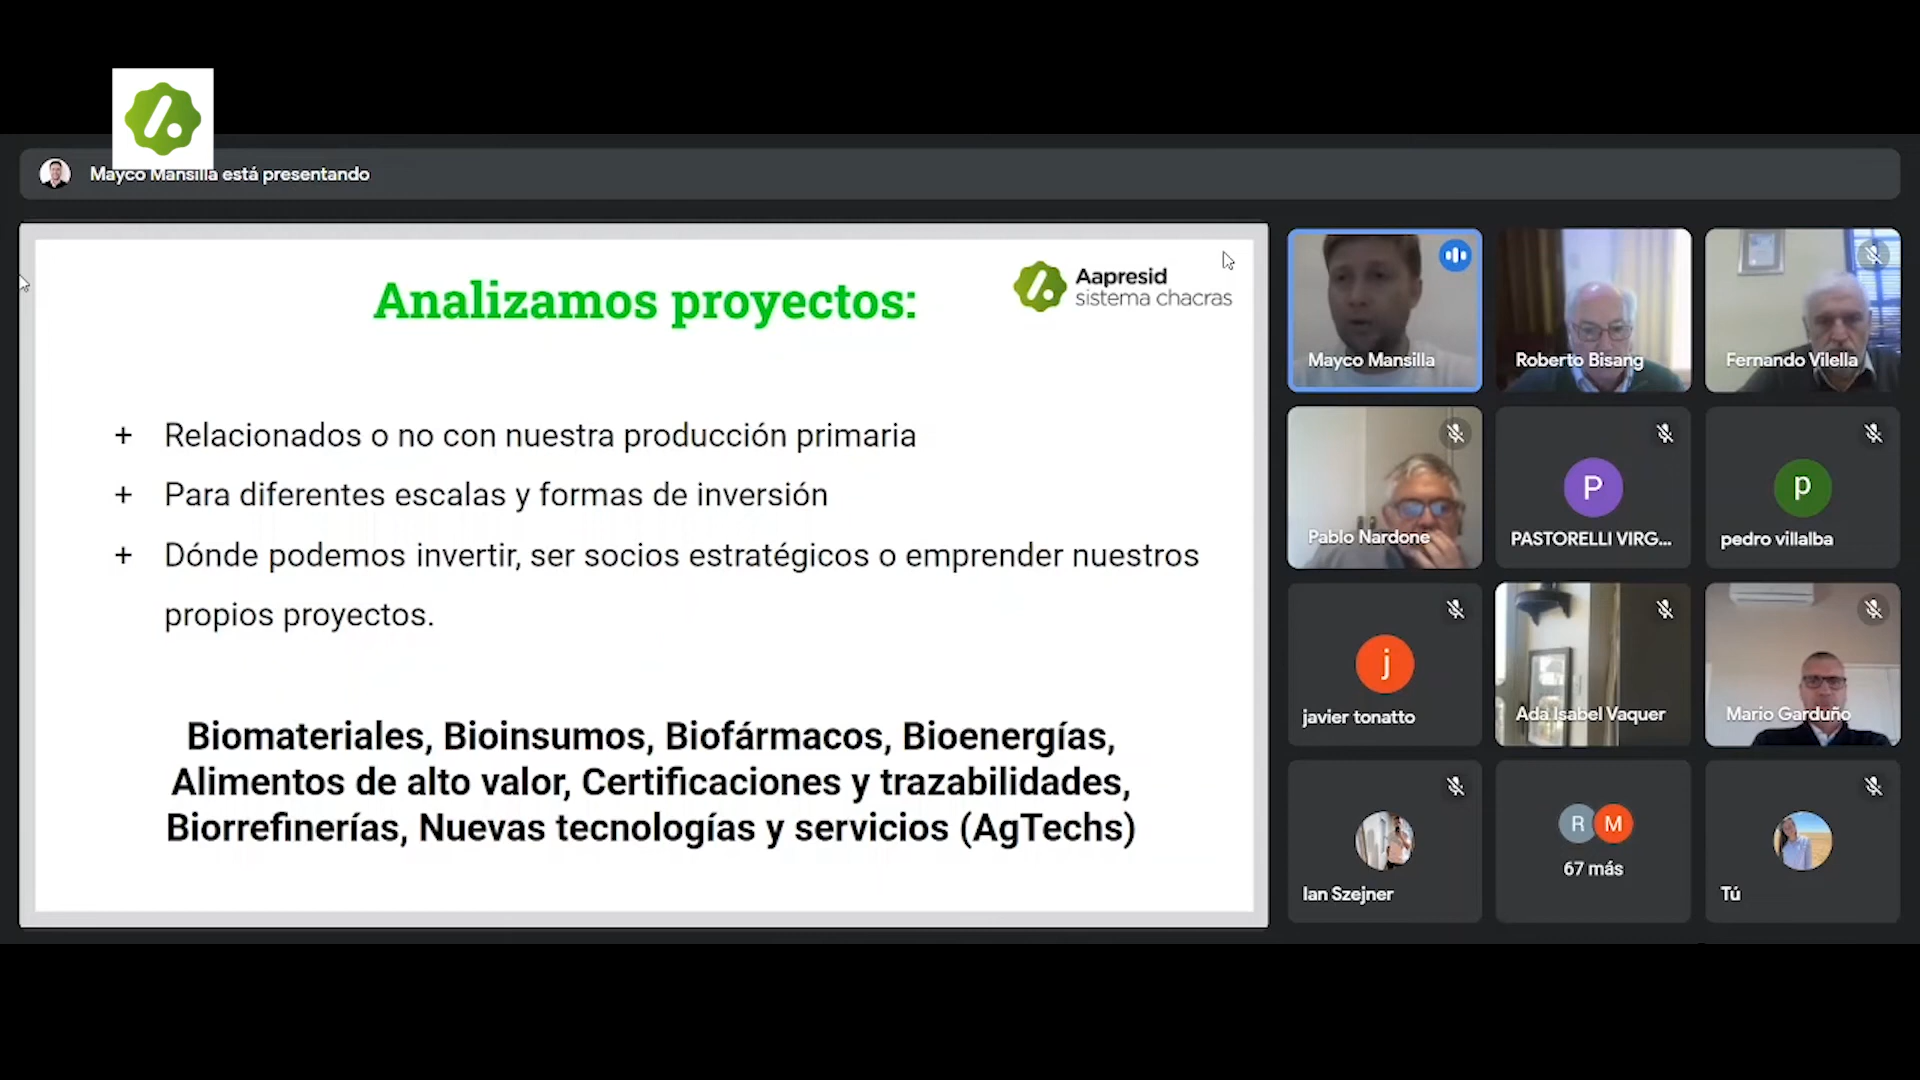 Mayco Mansilla está presentando
Analizamos proyectos:
Aapresid
sistema chacras
+ Relacionados o no con nuestra producción primaria
+ Para diferentes escalas y formas de inversión
+ Dónde podemos invertir, ser socios estratégicos o emprender nuestros
propios proyectos.
Biomateriales, Bioinsumos, Biofármacos, Bioenergías,
Alimentos de alto valor, Certificaciones y trazabilidades,
Biorrefinerías, Nuevas tecnologías y servicios (AgTechs)
Mayco Mansilla
Roberto Bisang
Fernando Vilella
Pablo Nardone
P
PASTORELLI VIRG...
p
pedro villalba
j
javier tonatto
Ada Isabel Vaquer
Mario Garduño
Ian Szejner
R M
67 más
Tú